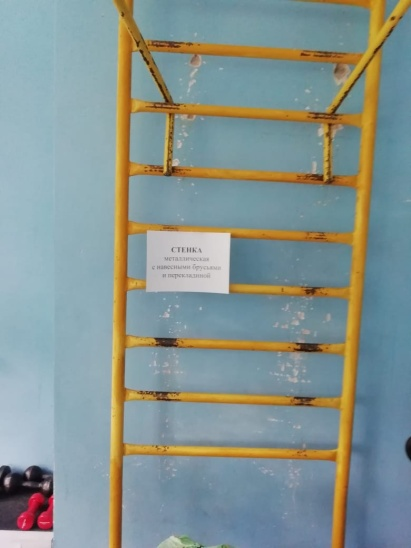 СТЕНКА
металлическая
с навесными брусьями
и перекладиной